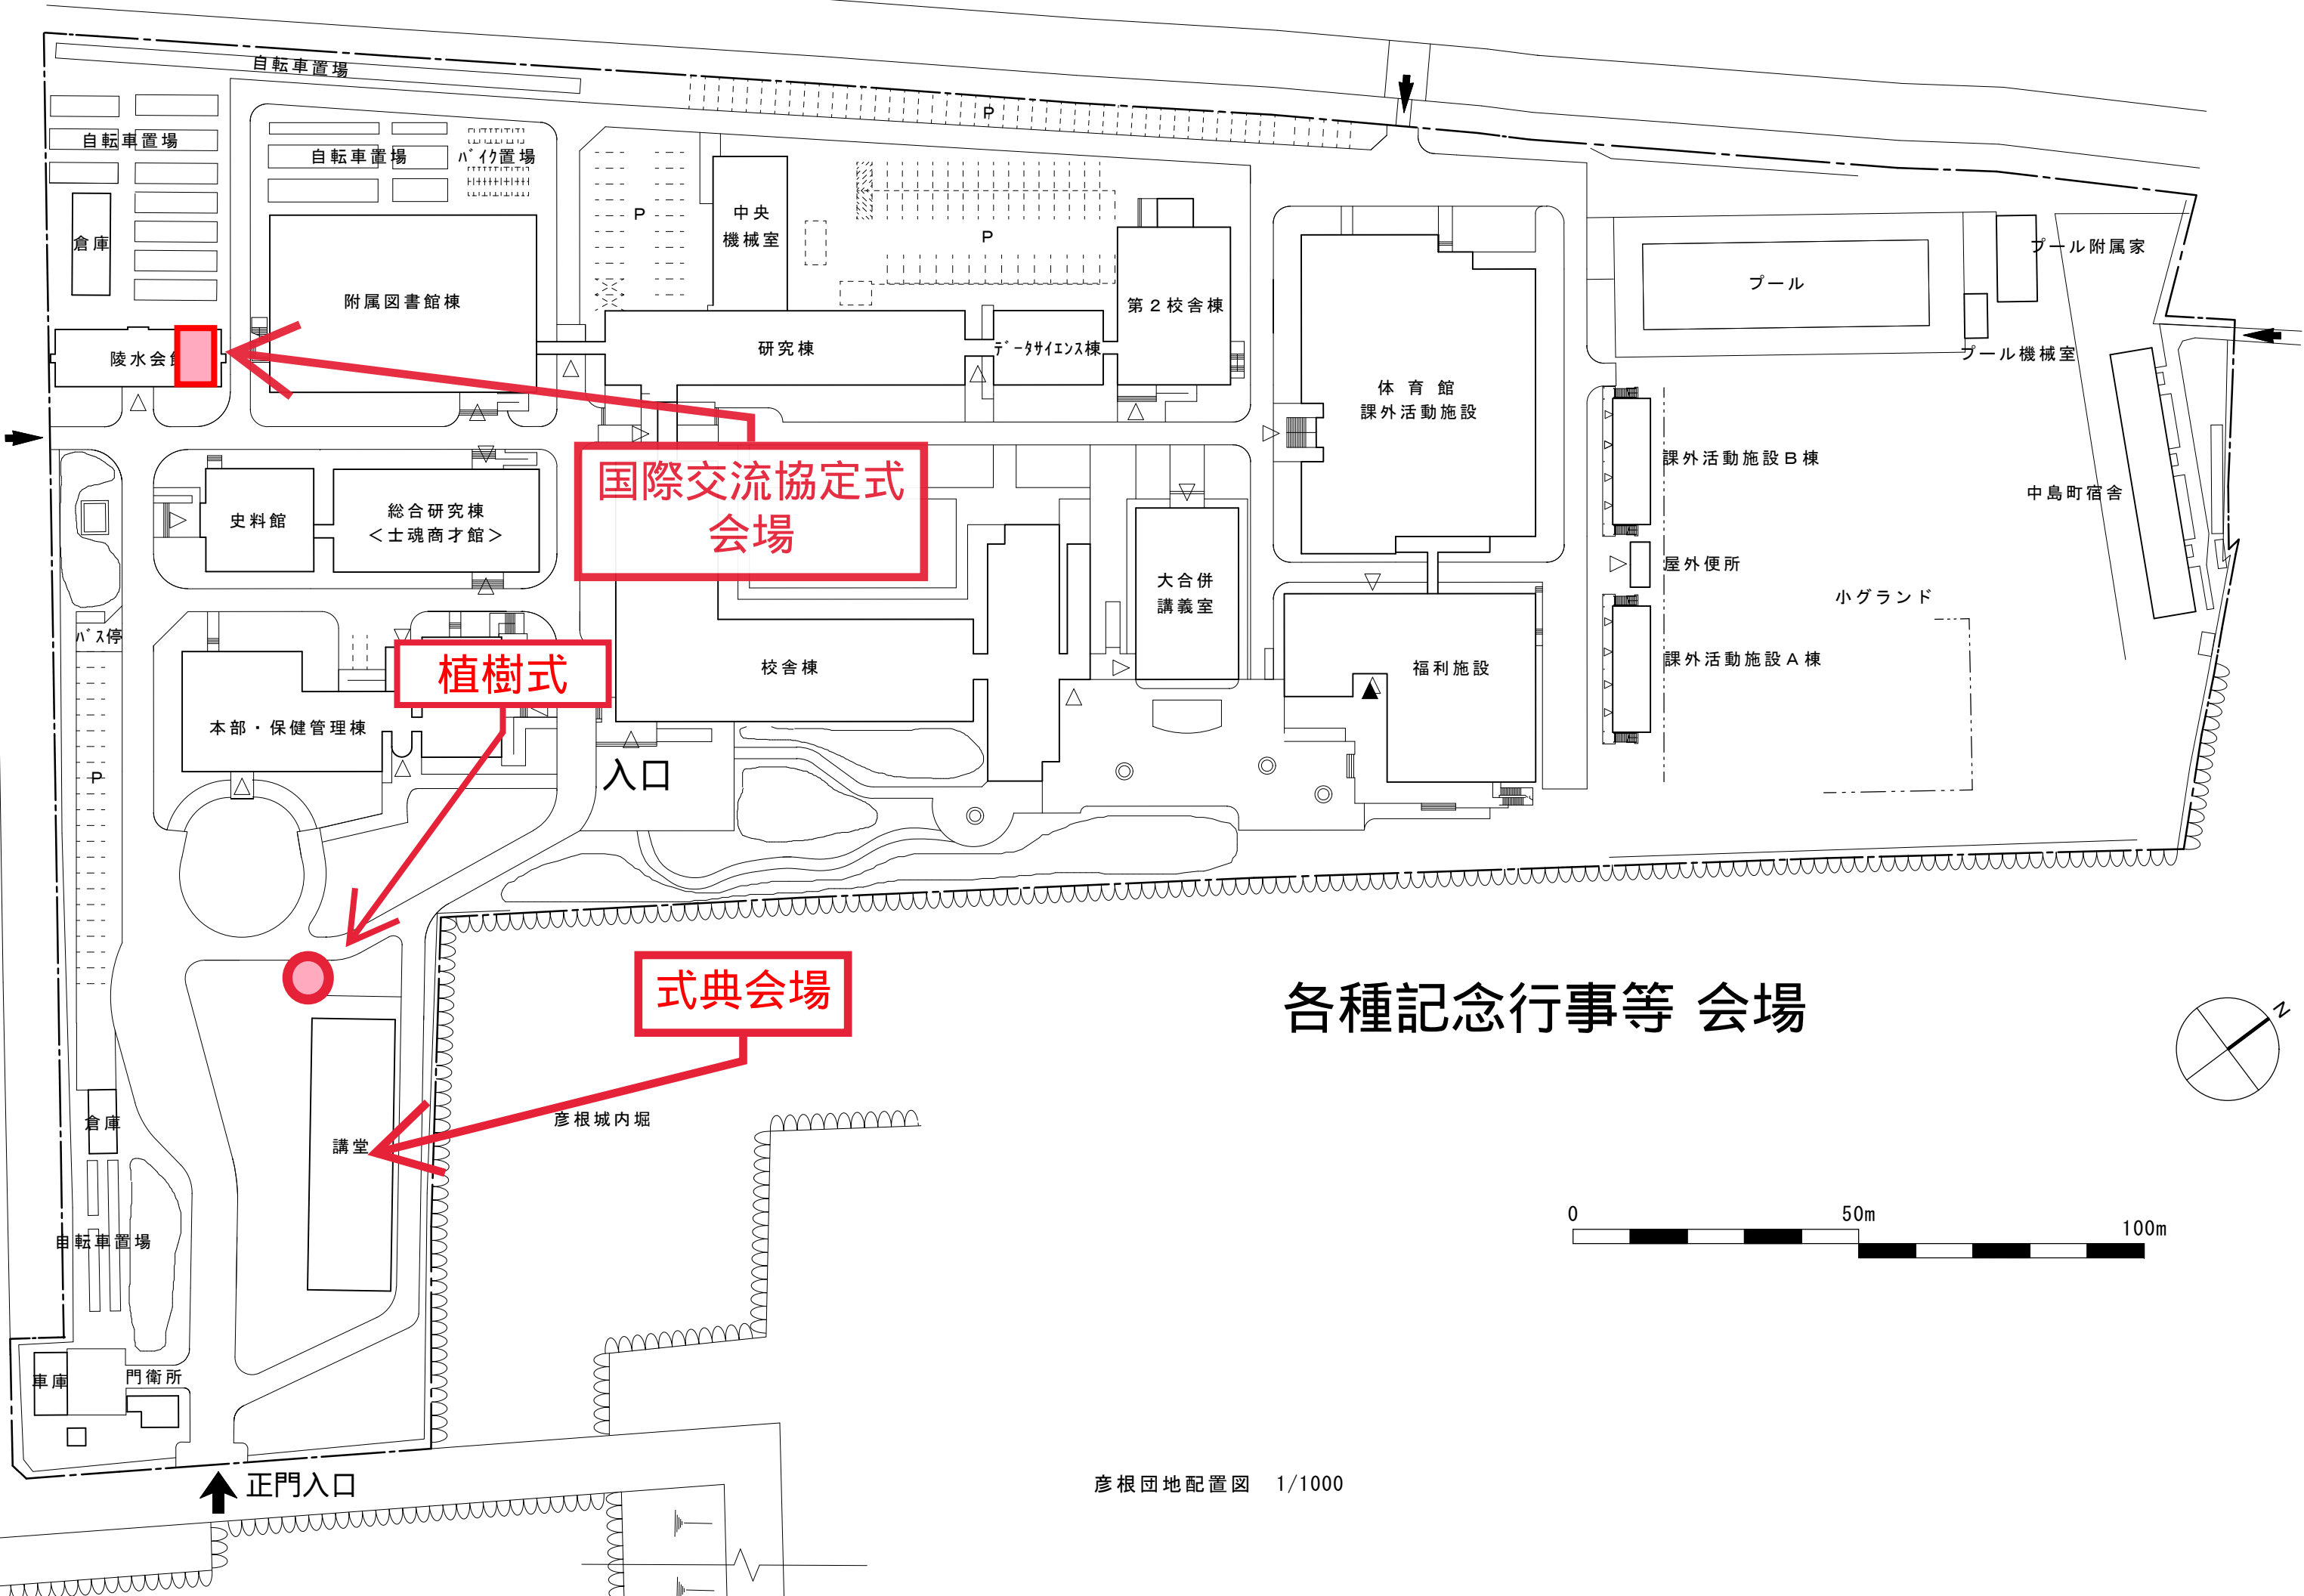 自転車置場
P
自転車置場
自転車置場
ﾊﾞｲｸ置場
P
中央
機械室
P
倉庫
附属図書館棟
第２校舎棟
プール
プール附属家
陵水会館
研究棟
ﾃﾞｰﾀｻｲｴﾝｽ棟
プール機械室
体育館
課外活動施設
国際交流協定式
会場
課外活動施設Ｂ棟
中島町宿舎
史料館
総合研究棟
＜士魂商才館＞
大合併
講義室
屋外便所
小グランド
ﾊﾞｽ停
植樹式
校舎棟
福利施設
課外活動施設Ａ棟
本部・保健管理棟
P
入口
式典会場
各種記念行事等 会場
N
倉庫
講堂
彦根城内堀
自転車置場
0
50m
100m
車庫
門衛所
正門入口
彦根団地配置図 1/1000